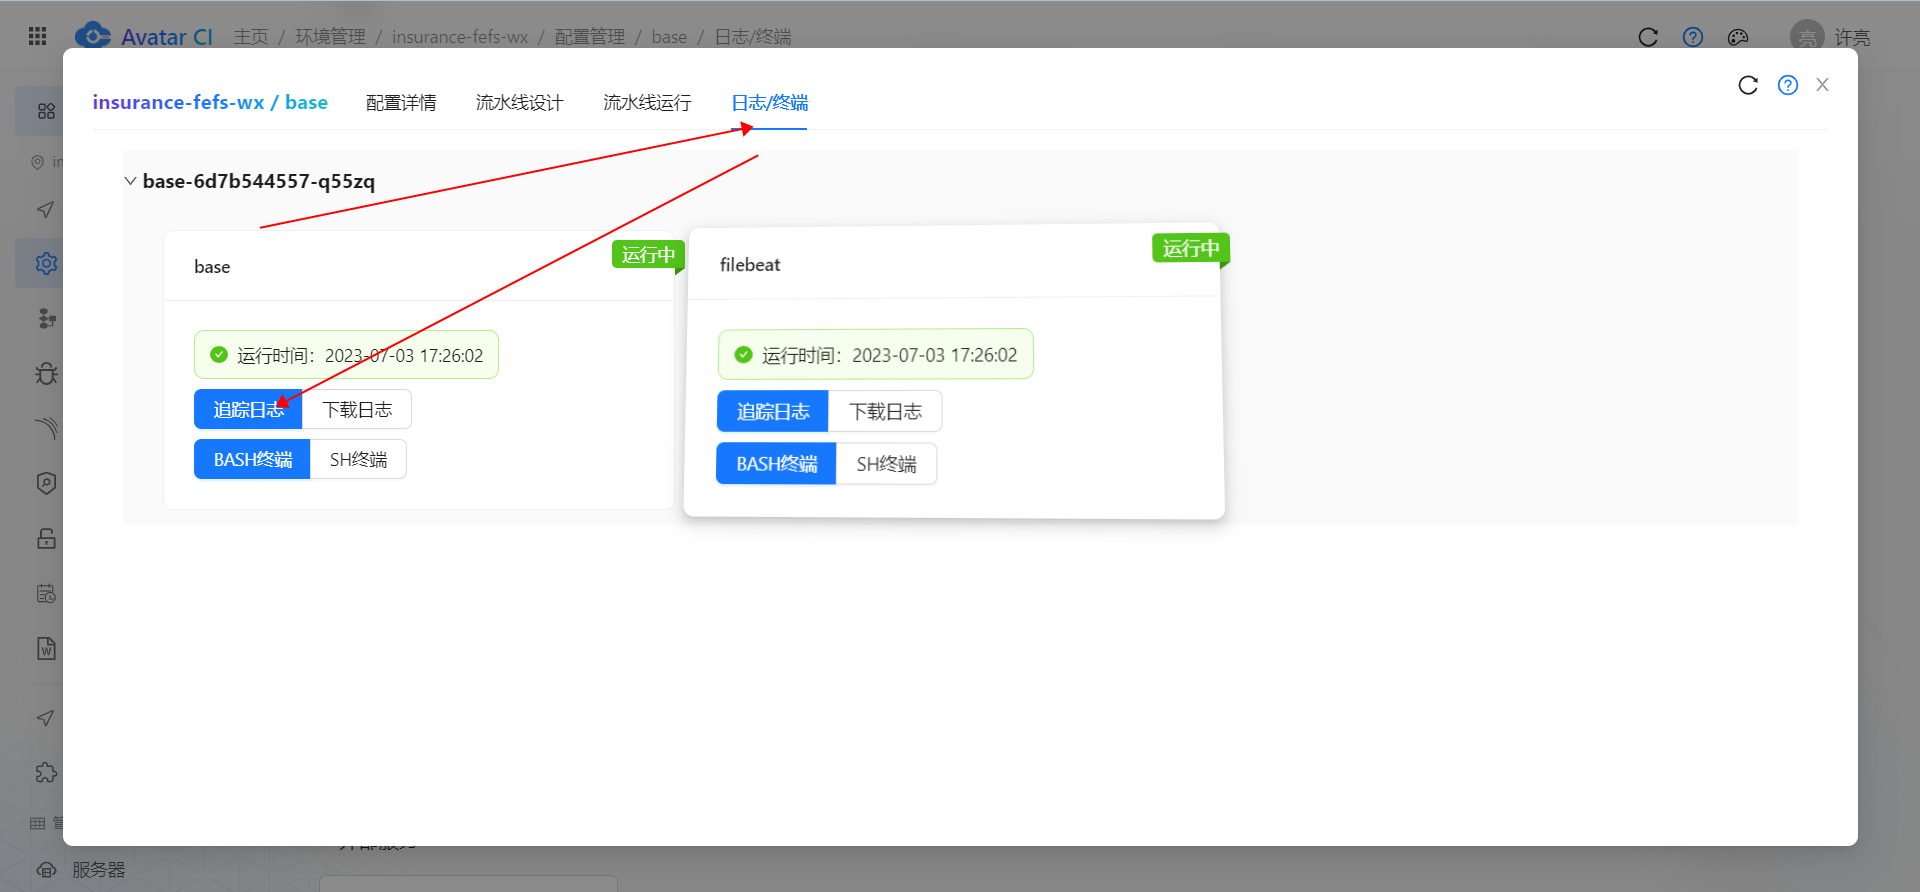 Avatar CI 主页 / 环境管理 / insurance-fefs-wx / 配置管理 / base / 日志/终端
亮 许亮
insurance-fefs-wx / base 配置详情 流水线设计 流水线运行 日志/终端
in
base-6d7b544557-q55zq
base 运行中
运行时间：2023-07-03 17:26:02
追踪日志 下载日志
BASH终端 SH终端
filebeat 运行中
运行时间：2023-07-03 17:26:02
追踪日志 下载日志
BASH终端 SH终端
管
服务器